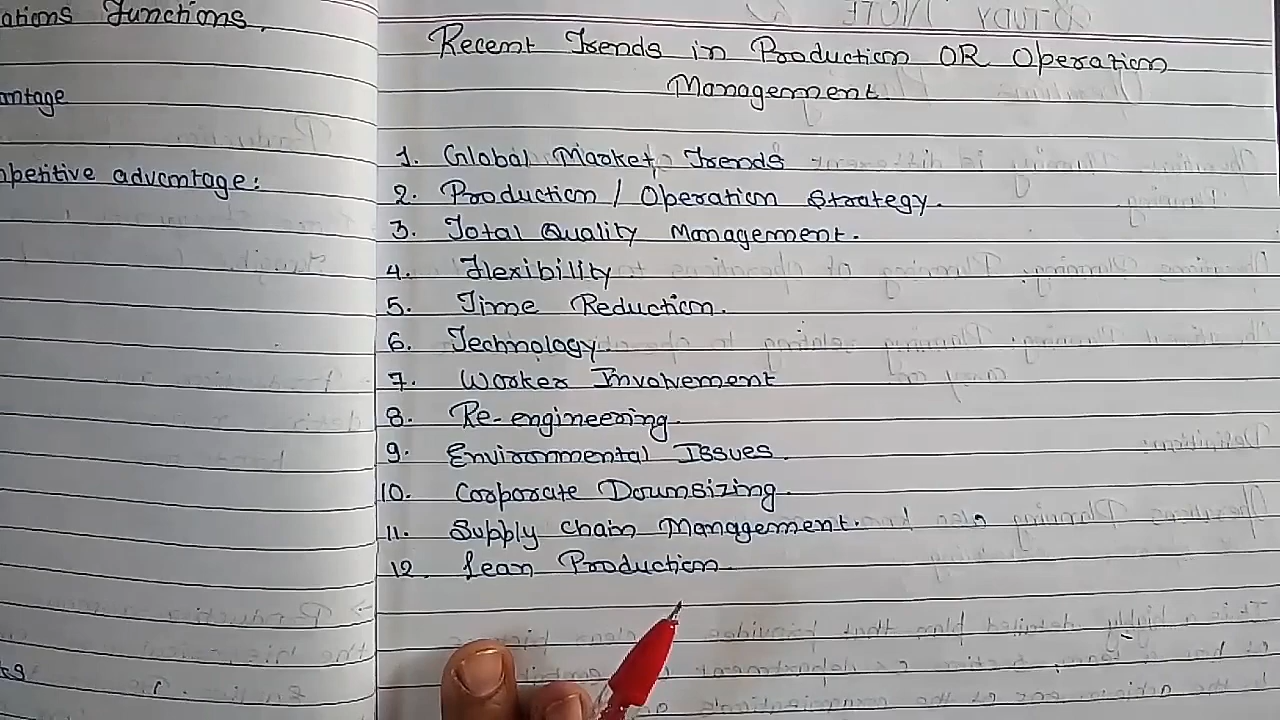 ations Functions.
antage
petitive advantage:
Recent Trends in Production OR Operation
Management
1. Global Market Trends
2. Production / Operation Strategy.
3. Total Quality Management.
4. Flexibility
5. Time Reduction.
6. Technology
7. Worker Involvement
8. Re-engineering
9. Environmental Issues.
10. Corporate Downsizing
11. Supply Chain Management.
12. Lean Production